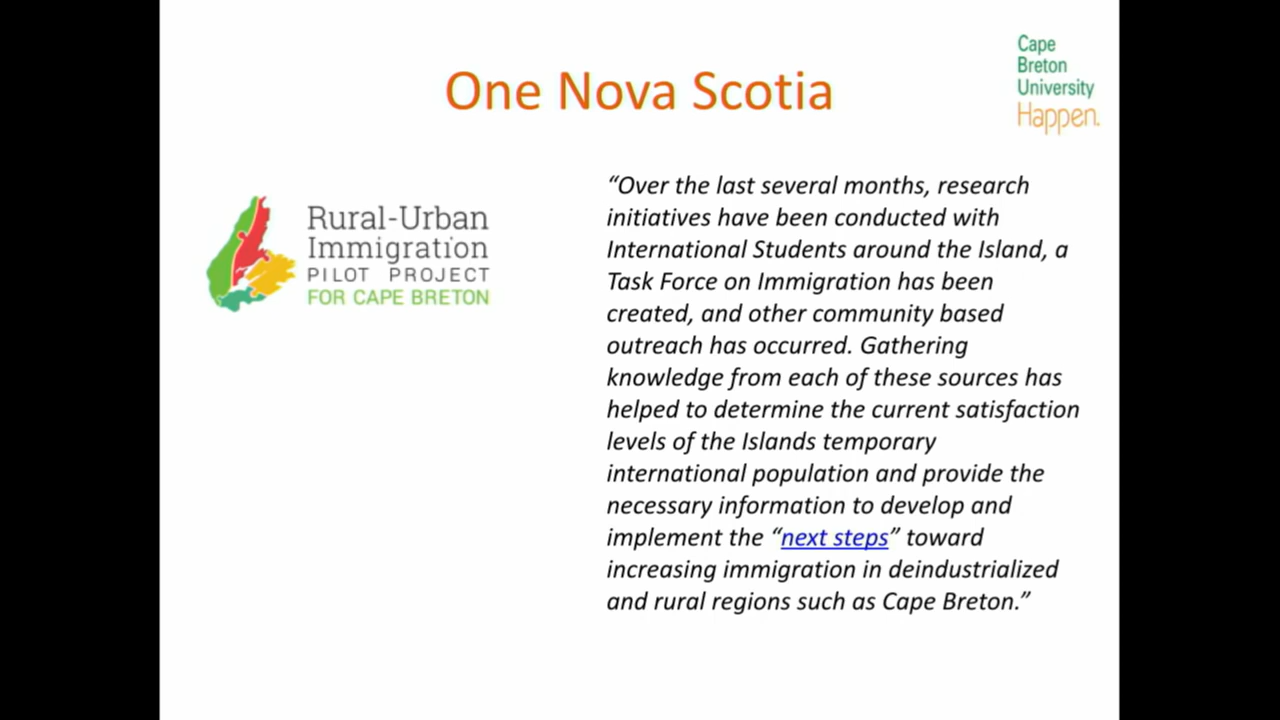 One Nova Scotia
Cape
Breton
University
Happen.
Rural-Urban
Immigration
PILOT PROJECT
FOR CAPE BRETON
“Over the last several months, research
initiatives have been conducted with
International Students around the Island, a
Task Force on Immigration has been
created, and other community based
outreach has occurred. Gathering
knowledge from each of these sources has
helped to determine the current satisfaction
levels of the Islands temporary
international population and provide the
necessary information to develop and
implement the “next steps” toward
increasing immigration in deindustrialized
and rural regions such as Cape Breton.”